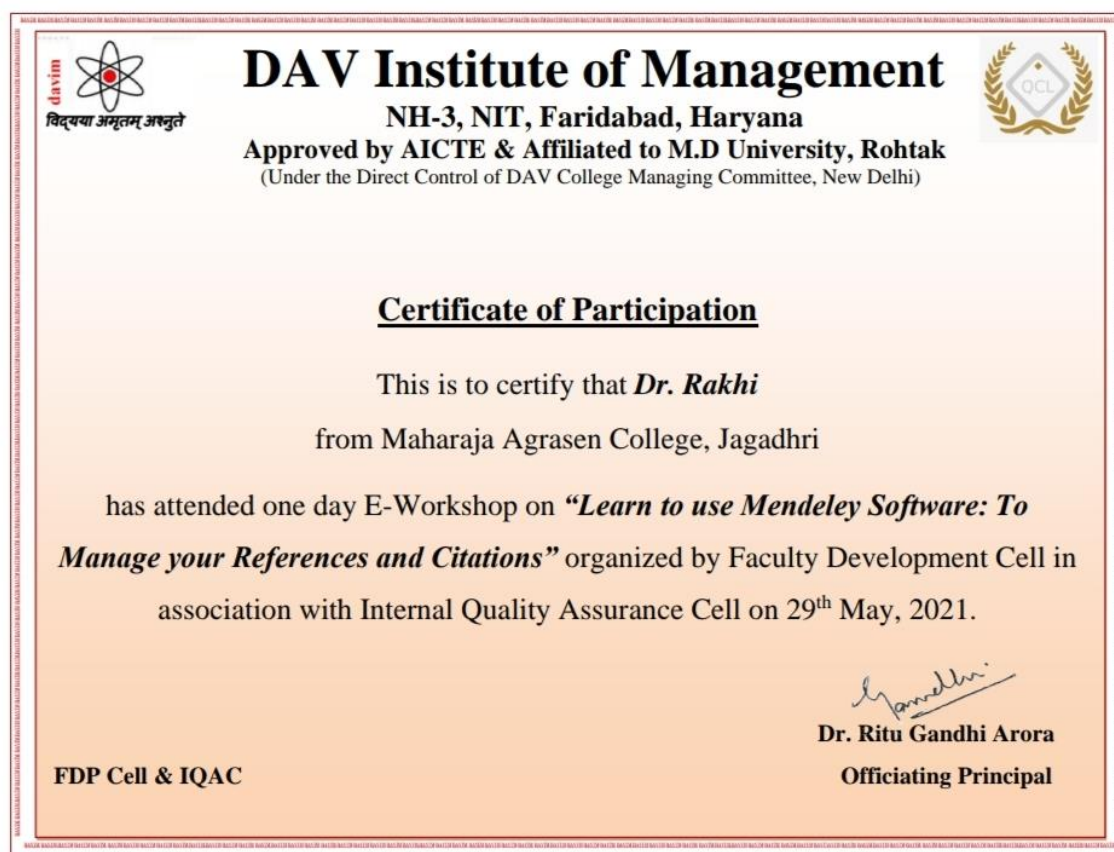 davim
विद्यया अमृतम् अश्नुते
DAV Institute of Management
NH-3, NIT, Faridabad, Haryana
Approved by AICTE & Affiliated to M.D University, Rohtak
(Under the Direct Control of DAV College Managing Committee, New Delhi)
QCL
Certificate of Participation
This is to certify that Dr. Rakhi
from Maharaja Agrasen College, Jagadhri
has attended one day E-Workshop on “Learn to use Mendeley Software: To
Manage your References and Citations” organized by Faculty Development Cell in
association with Internal Quality Assurance Cell on 29th May, 2021.
Dr. Ritu Gandhi Arora
FDP Cell & IQAC
Officiating Principal